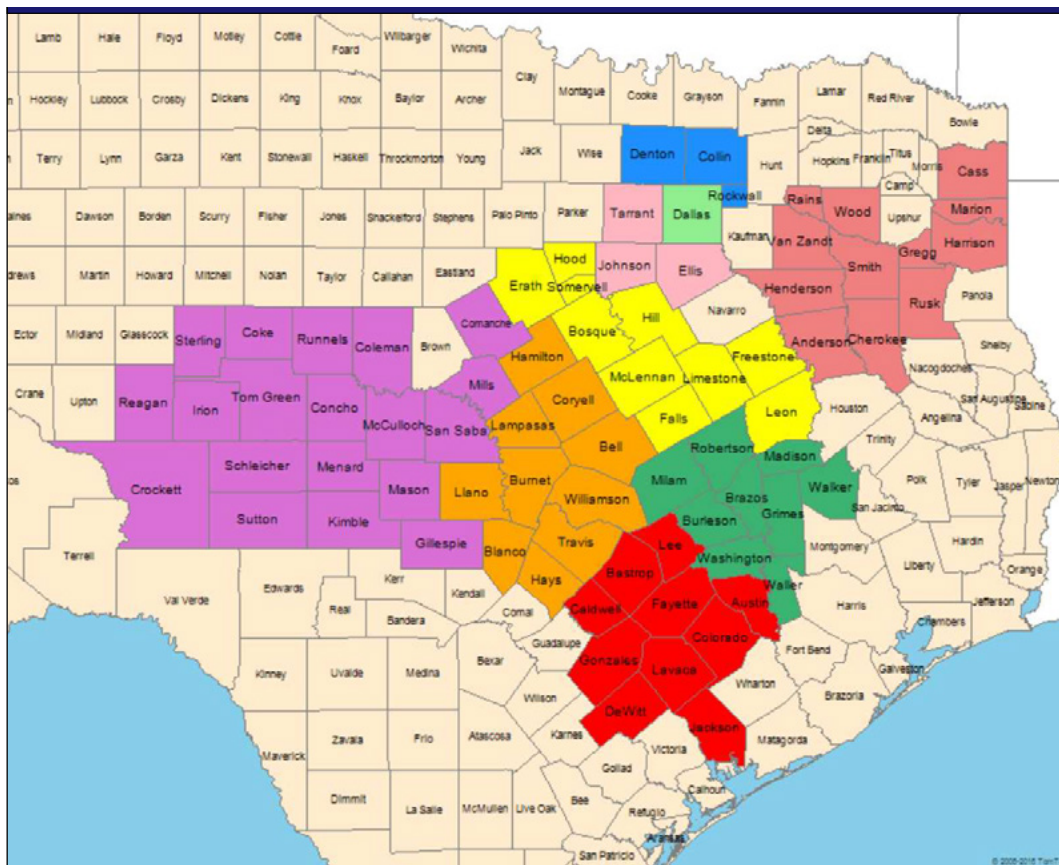 Lamb Hale Floyd Motley Cottle Foard Wilbarger Wichita
Clay Montague Cooke Grayson Fannin Lamar Red River Bowie
Hockley Lubbock Crosby Dickens King Knox Baylor Archer
Terry Lynn Garza Kent Stonewall Haskell Throckmorton Young Jack Wise Denton Collin Hunt Delta Hopkins Franklin Titus Morris Cass
Rockwall Rains Wood Camp Upshur Marion
Dawson Borden Scurry Fisher Jones Shackelford Stephens Palo Pinto Parker Tarrant Dallas Kaufman Van Zandt Gregg Harrison
Martin Howard Mitchell Nolan Taylor Callahan Eastland Erath Hood Somervell Johnson Ellis Henderson Smith Rusk Panola
Ector Midland Glasscock Sterling Coke Runnels Coleman Brown Comanche Hamilton Bosque Hill Navarro Freestone Anderson Cherokee Shelby
Crane Upton Reagan Irion Tom Green Concho McCulloch San Saba Mills Lampasas Coryell McLennan Limestone Falls Leon Houston Nacogdoches San Augustine Sabine
Angelina Trinity Polk Tyler Jasper Newton
Crockett Schleicher Menard Mason Llano Burnet Bell Milam Robertson Madison Brazos Walker Grimes San Jacinto
Sutton Kimble Gillespie Blanco Williamson Travis Burleson Washington Montgomery Liberty Hardin Orange
Terrell Val Verde Edwards Kerr Kendall Hays Bastrop Lee Waller Harris Jefferson Chambers
Real Bandera Comal Caldwell Fayette Austin
Kinney Uvalde Medina Bexar Guadalupe Gonzales Lavaca Colorado Fort Bend Galveston
Wilson Wharton Brazoria
Maverick Zavala Frio Atascosa Karnes DeWitt Jackson Matagorda
Victoria Goliad Calhoun
Dimmit La Salle McMullen Live Oak Bee Refugio
Aransas San Patricio